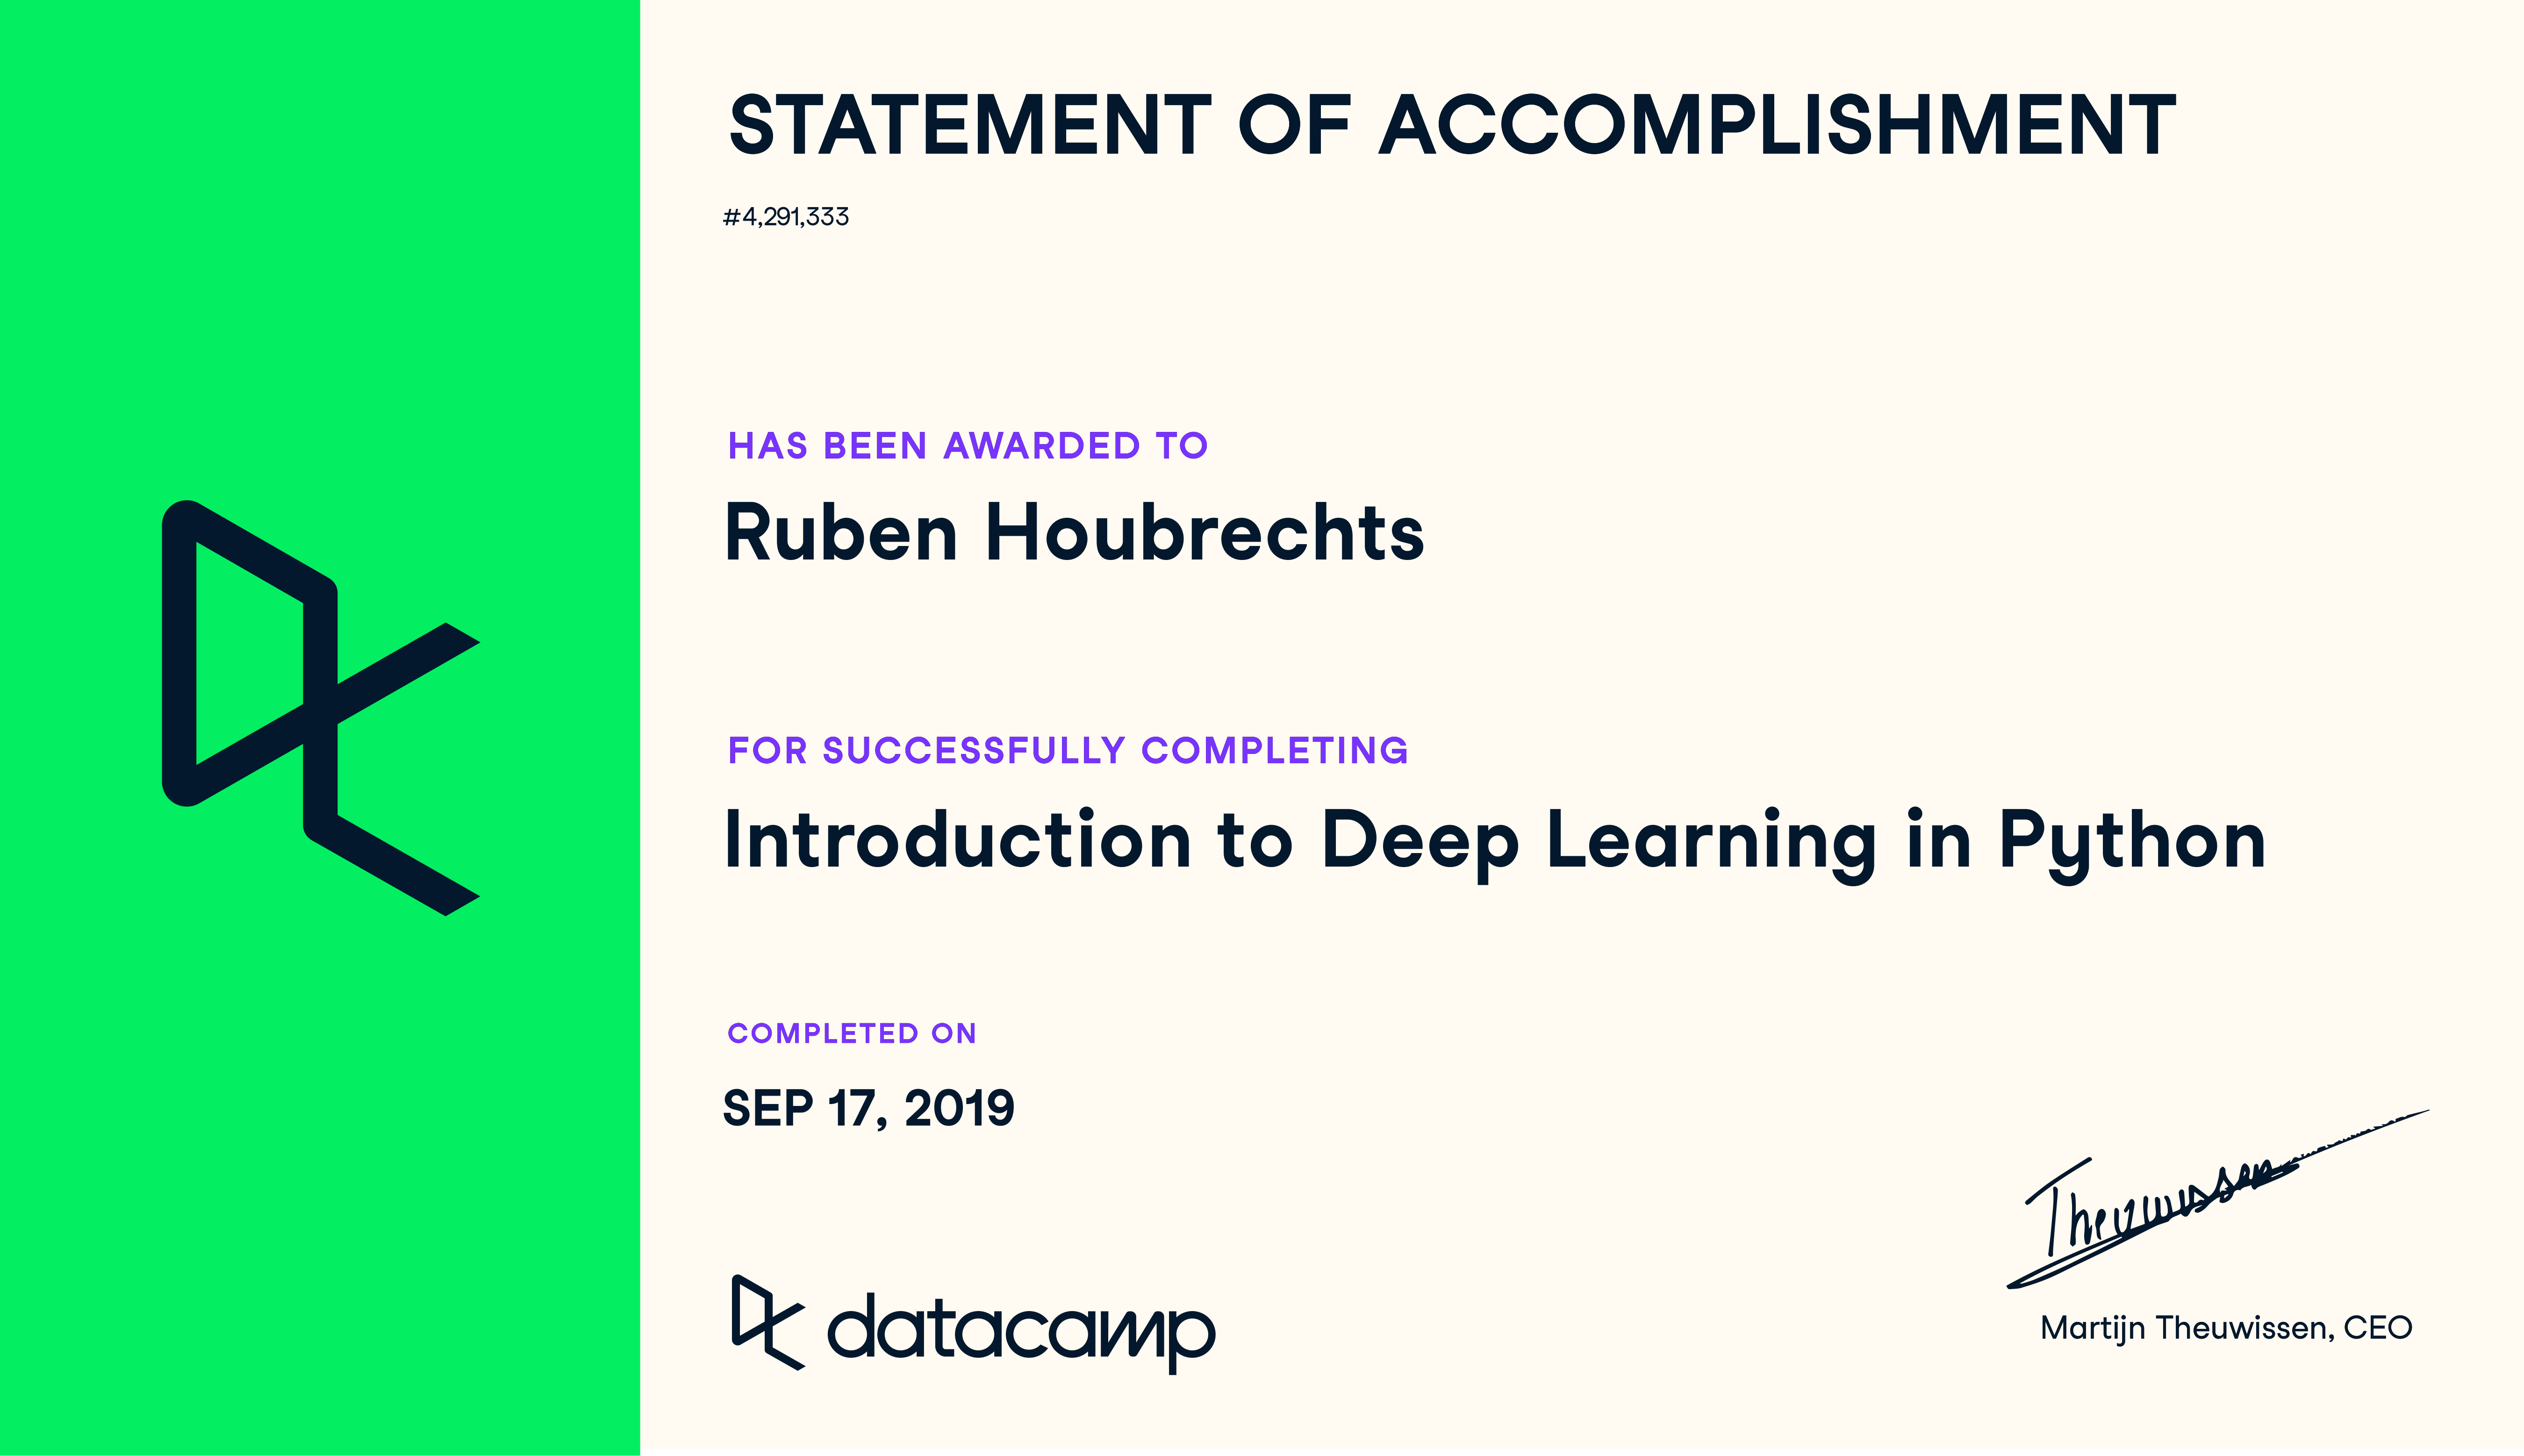 STATEMENT OF ACCOMPLISHMENT
#4,291,333
HAS BEEN AWARDED TO
Ruben Houbrechts
FOR SUCCESSFULLY COMPLETING
Introduction to Deep Learning in Python
COMPLETED ON
SEP 17, 2019
Theuwissen
datacamp
Martijn Theuwissen, CEO